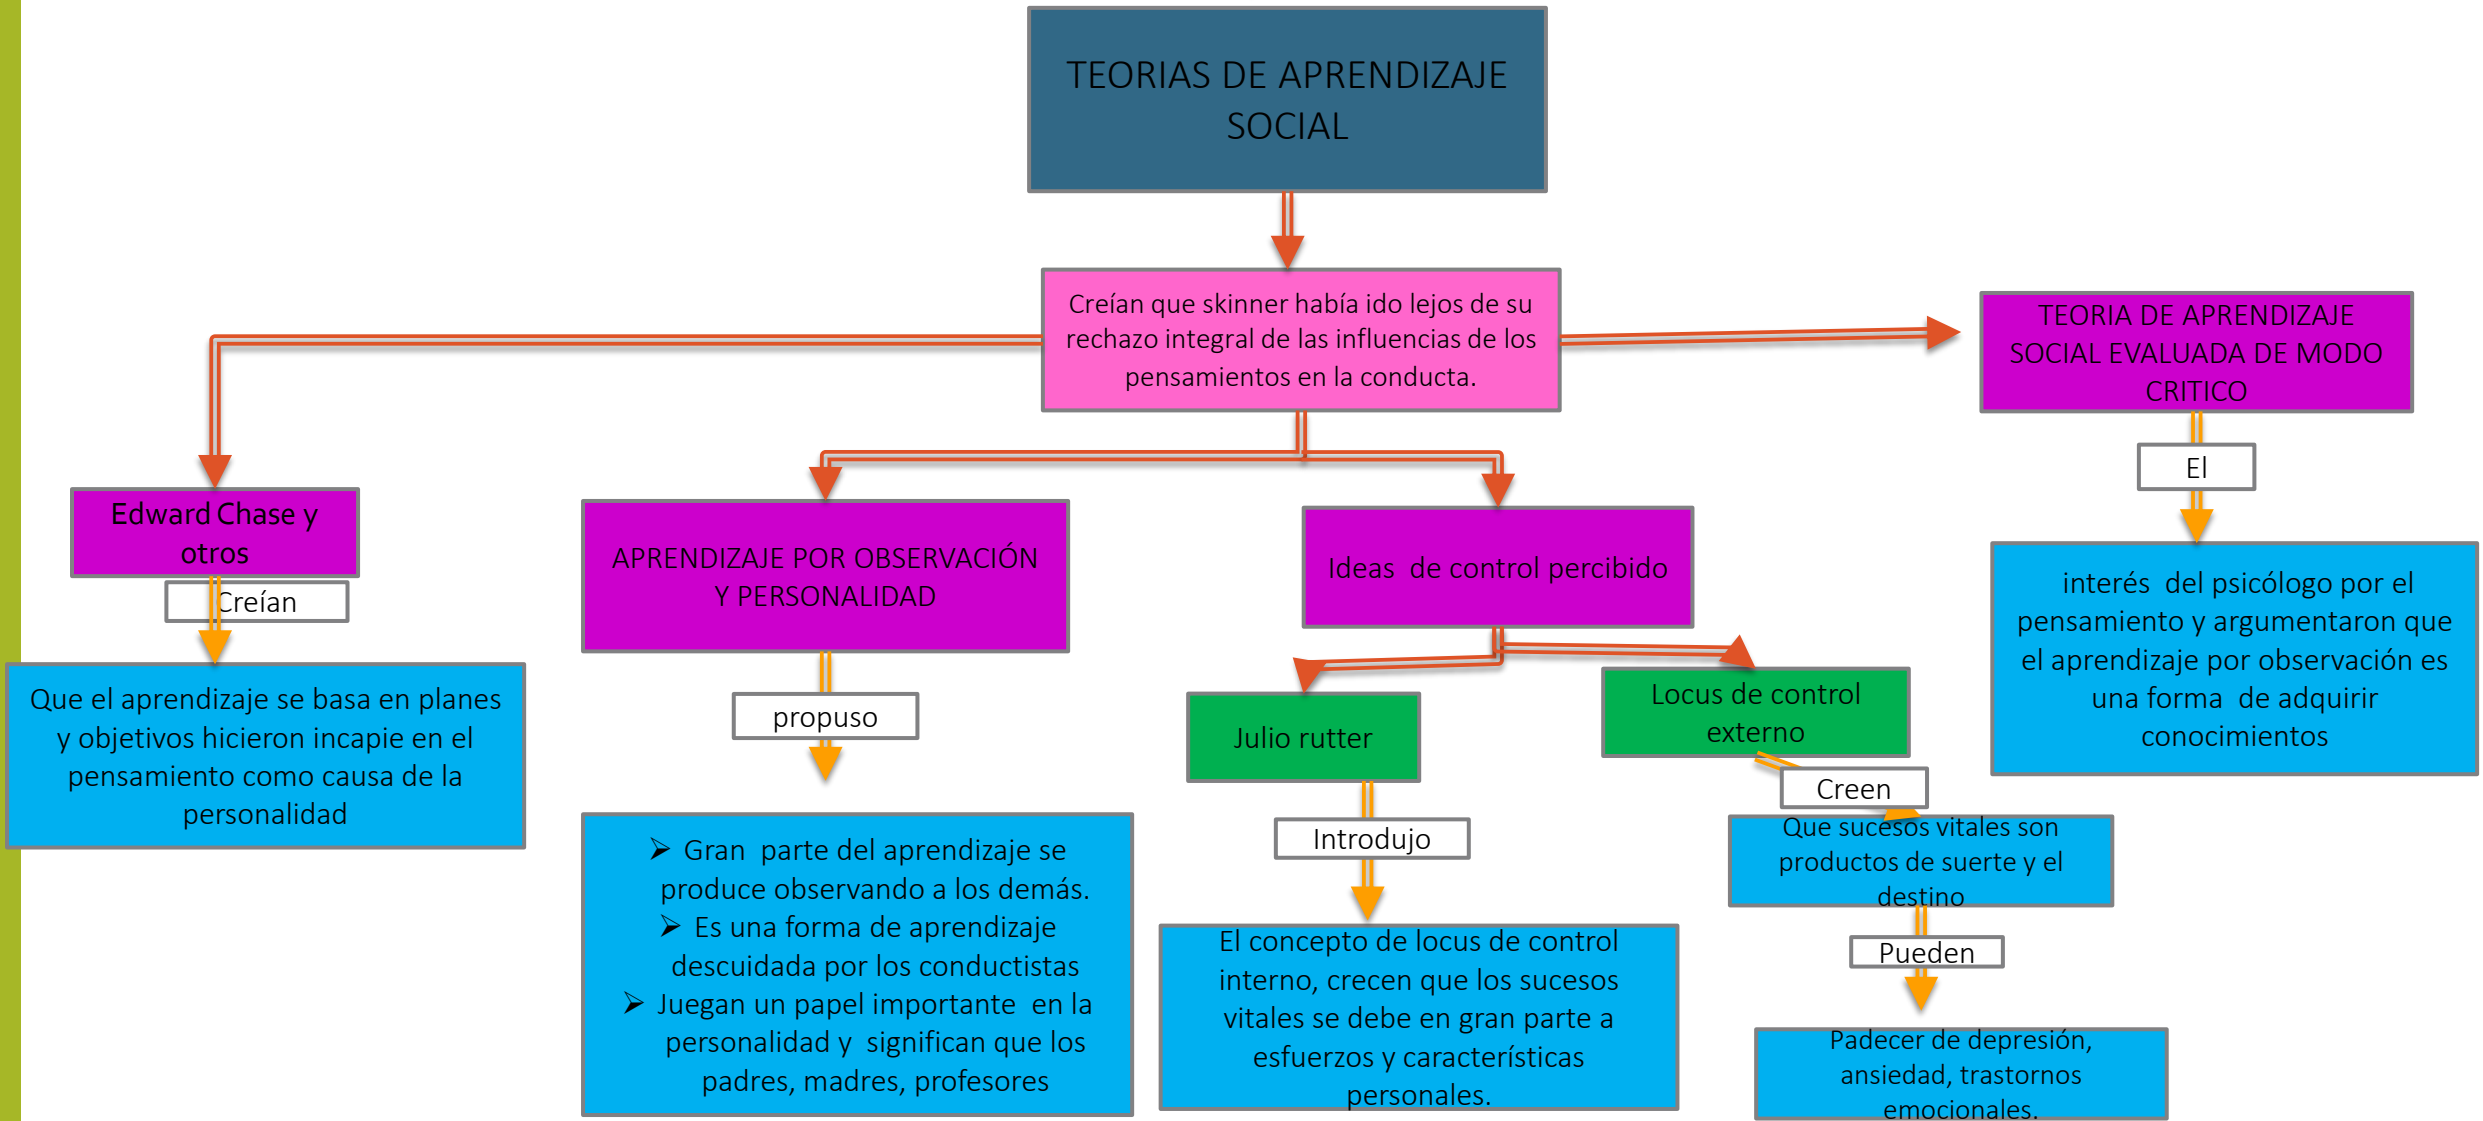 TEORIAS DE APRENDIZAJE
SOCIAL
Creían que skinner había ido lejos de su
rechazo integral de las influencias de los
pensamientos en la conducta.
TEORIA DE APRENDIZAJE
SOCIAL EVALUADA DE MODO
CRITICO
El
interés del psicólogo por el
pensamiento y argumentaron que
el aprendizaje por observación es
una forma de adquirir
conocimientos
Edward Chase y
otros
Creían
Que el aprendizaje se basa en planes
y objetivos hicieron incapie en el
pensamiento como causa de la
personalidad
APRENDIZAJE POR OBSERVACIÓN
Y PERSONALIDAD
propuso
➢ Gran parte del aprendizaje se
produce observando a los demás.
➢ Es una forma de aprendizaje
descuidada por los conductistas
➢ Juegan un papel importante en la
personalidad y significan que los
padres, madres, profesores
Ideas de control percibido
Julio rutter
Introdujo
El concepto de locus de control
interno, crecen que los sucesos
vitales se debe en gran parte a
esfuerzos y características
personales.
Locus de control
externo
Creen
Que sucesos vitales son
productos de suerte y el
destino
Pueden
Padecer de depresión,
ansiedad, trastornos
emocionales.